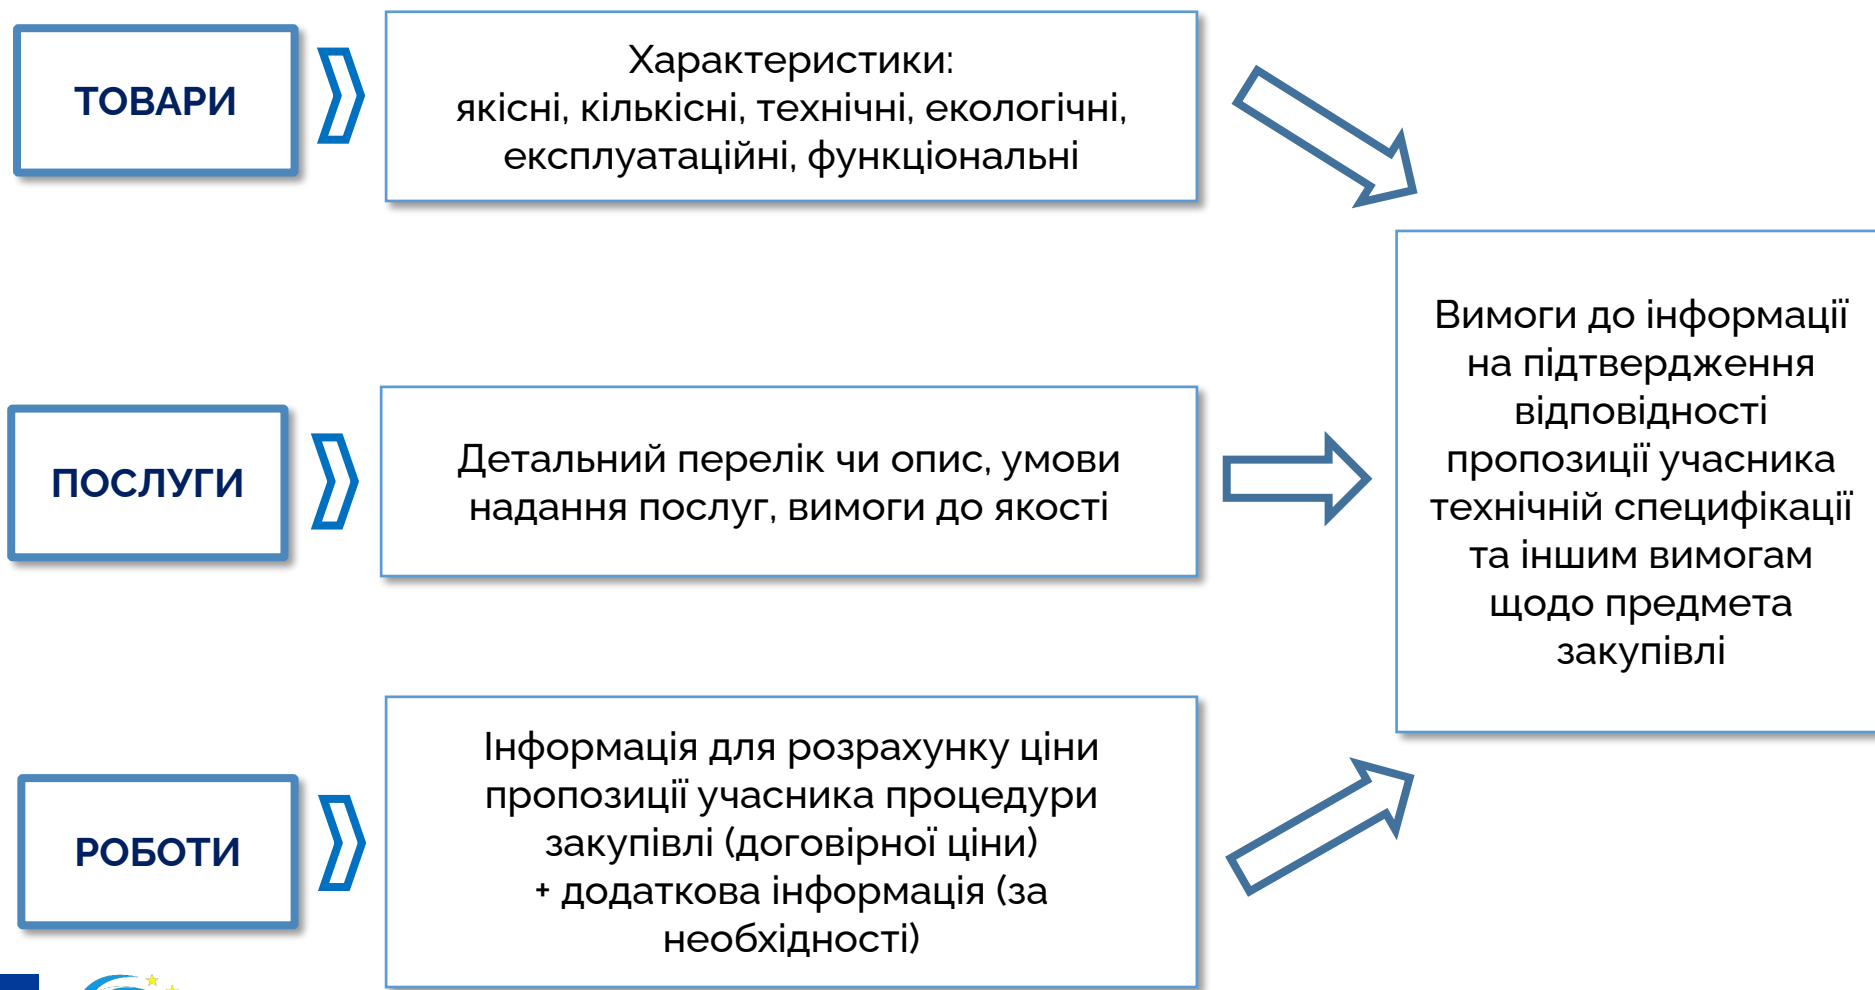 ТОВАРИ
Характеристики:
якісні, кількісні, технічні, екологічні,
експлуатаційні, функціональні
ПОСЛУГИ
Детальний перелік чи опис, умови
надання послуг, вимоги до якості
РОБОТИ
Інформація для розрахунку ціни
пропозиції учасника процедури
закупівлі (договірної ціни)
+ додаткова інформація (за
необхідності)
Вимоги до інформації
на підтвердження
відповідності
пропозиції учасника
технічній специфікації
та іншим вимогам
щодо предмета
закупівлі